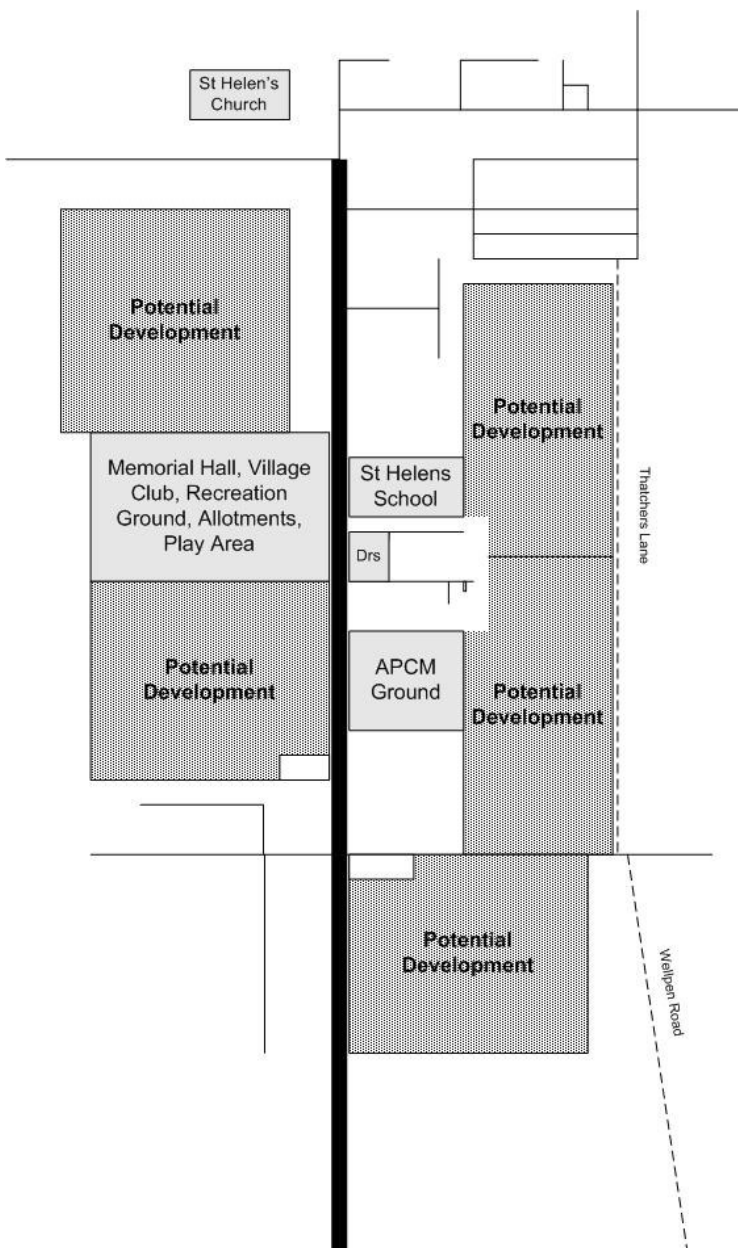 St Helen's
Church
Potential
Development
Potential
Development
Memorial Hall, Village
Club, Recreation
Ground, Allotments,
Play Area
St Helens
School
Thatchers Lane
Drs
Potential
Development
APCM
Ground
Potential
Development
Potential
Development
Wellpen Road